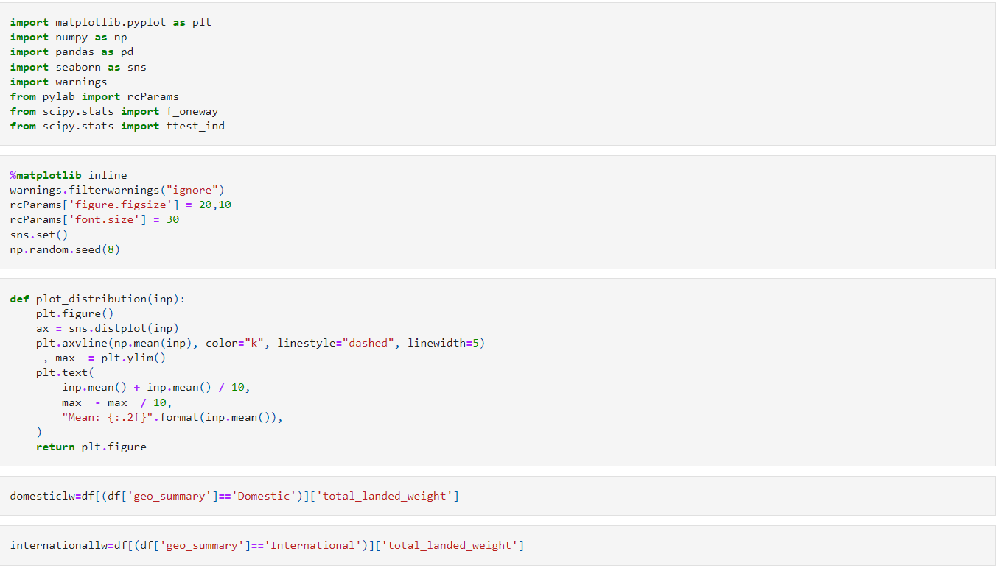 import matplotlib.pyplot as plt
import numpy as np
import pandas as pd
import seaborn as sns
import warnings
from pylab import rcParams
from scipy.stats import f_oneway
from scipy.stats import ttest_ind
%matplotlib inline
warnings.filterwarnings("ignore")
rcParams['figure.figsize'] = 20,10
rcParams['font.size'] = 30
sns.set()
np.random.seed(8)
def plot_distribution(inp):
    plt.figure()
    ax = sns.distplot(inp)
    plt.axvline(np.mean(inp), color="k", linestyle="dashed", linewidth=5)
    _, max_ = plt.ylim()
    plt.text(
        inp.mean() + inp.mean() / 10,
        max_ - max_ / 10,
        "Mean: {:.2f}".format(inp.mean()),
    )
    return plt.figure
domesticlw=df[(df['geo_summary']=='Domestic')]['total_landed_weight']
internationallw=df[(df['geo_summary']=='International')]['total_landed_weight']